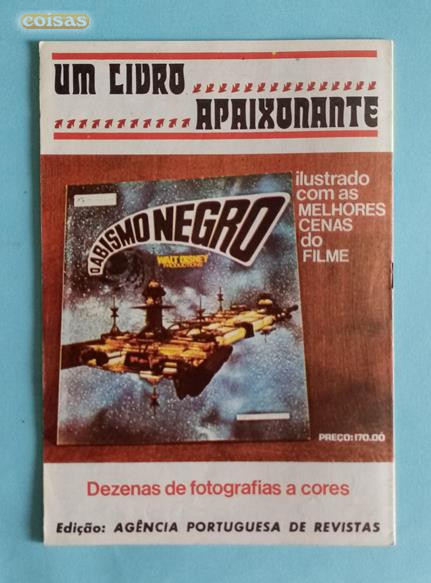 coisas
UM LIVRO
APAIXONANTE
ilustrado
com as
MELHORES
CENAS
do
FILME
O ABISMO NEGRO
WALT DISNEY
PRODUCTIONS
PREÇO: 170.00
Dezenas de fotografias a cores
Edição: AGÊNCIA PORTUGUESA DE REVISTAS